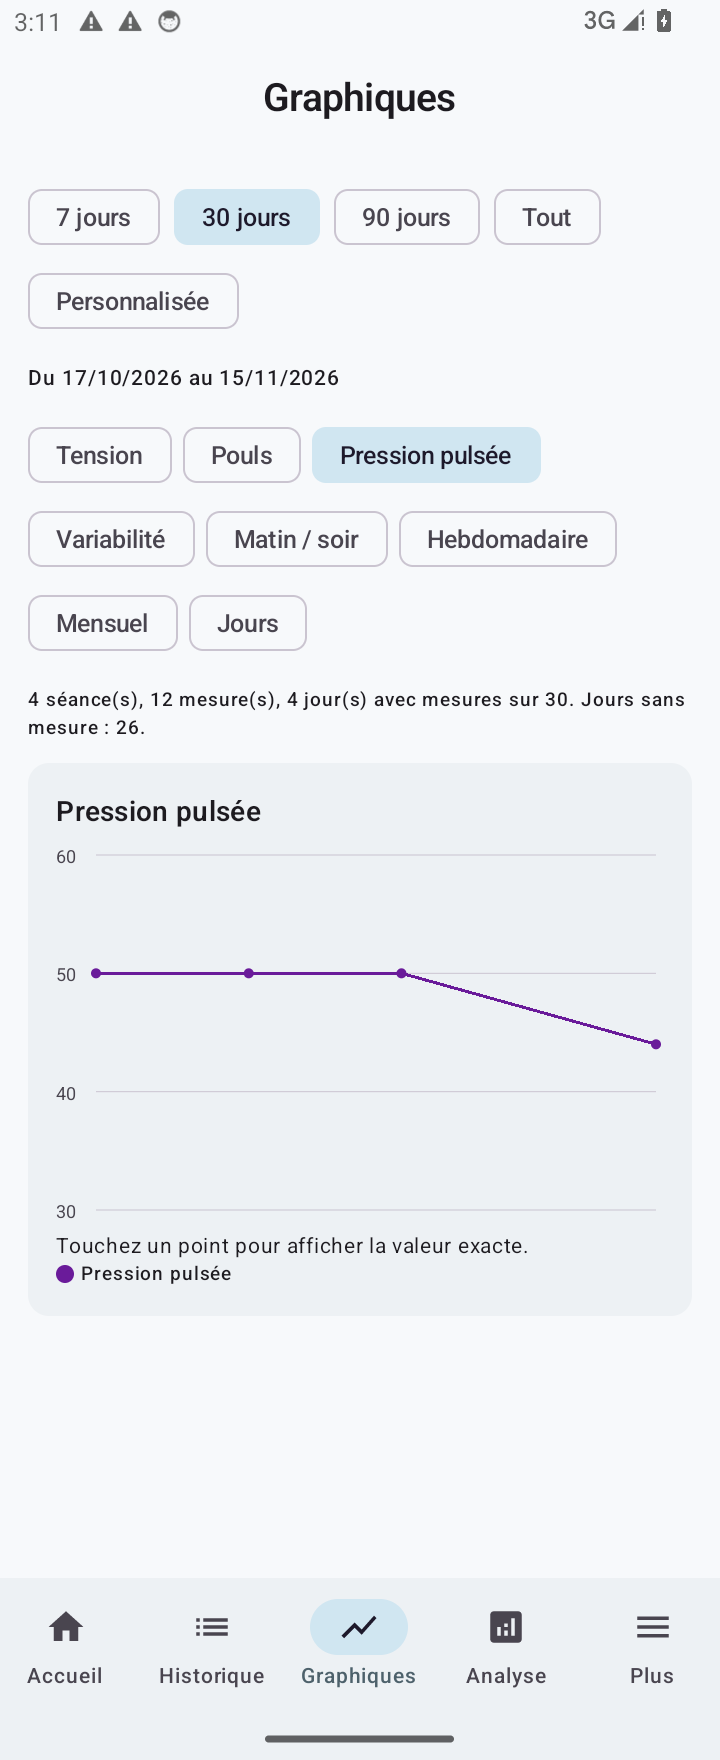 3:11
3G
Graphiques
7 jours
30 jours
90 jours
Tout
Personnalisée
Du 17/10/2026 au 15/11/2026
Tension
Pouls
Pression pulsée
Variabilité
Matin / soir
Hebdomadaire
Mensuel
Jours
4 séance(s), 12 mesure(s), 4 jour(s) avec mesures sur 30. Jours sans
mesure : 26.
Pression pulsée
60
50
40
30
Touchez un point pour afficher la valeur exacte.
Pression pulsée
Accueil
Historique
Graphiques
Analyse
Plus